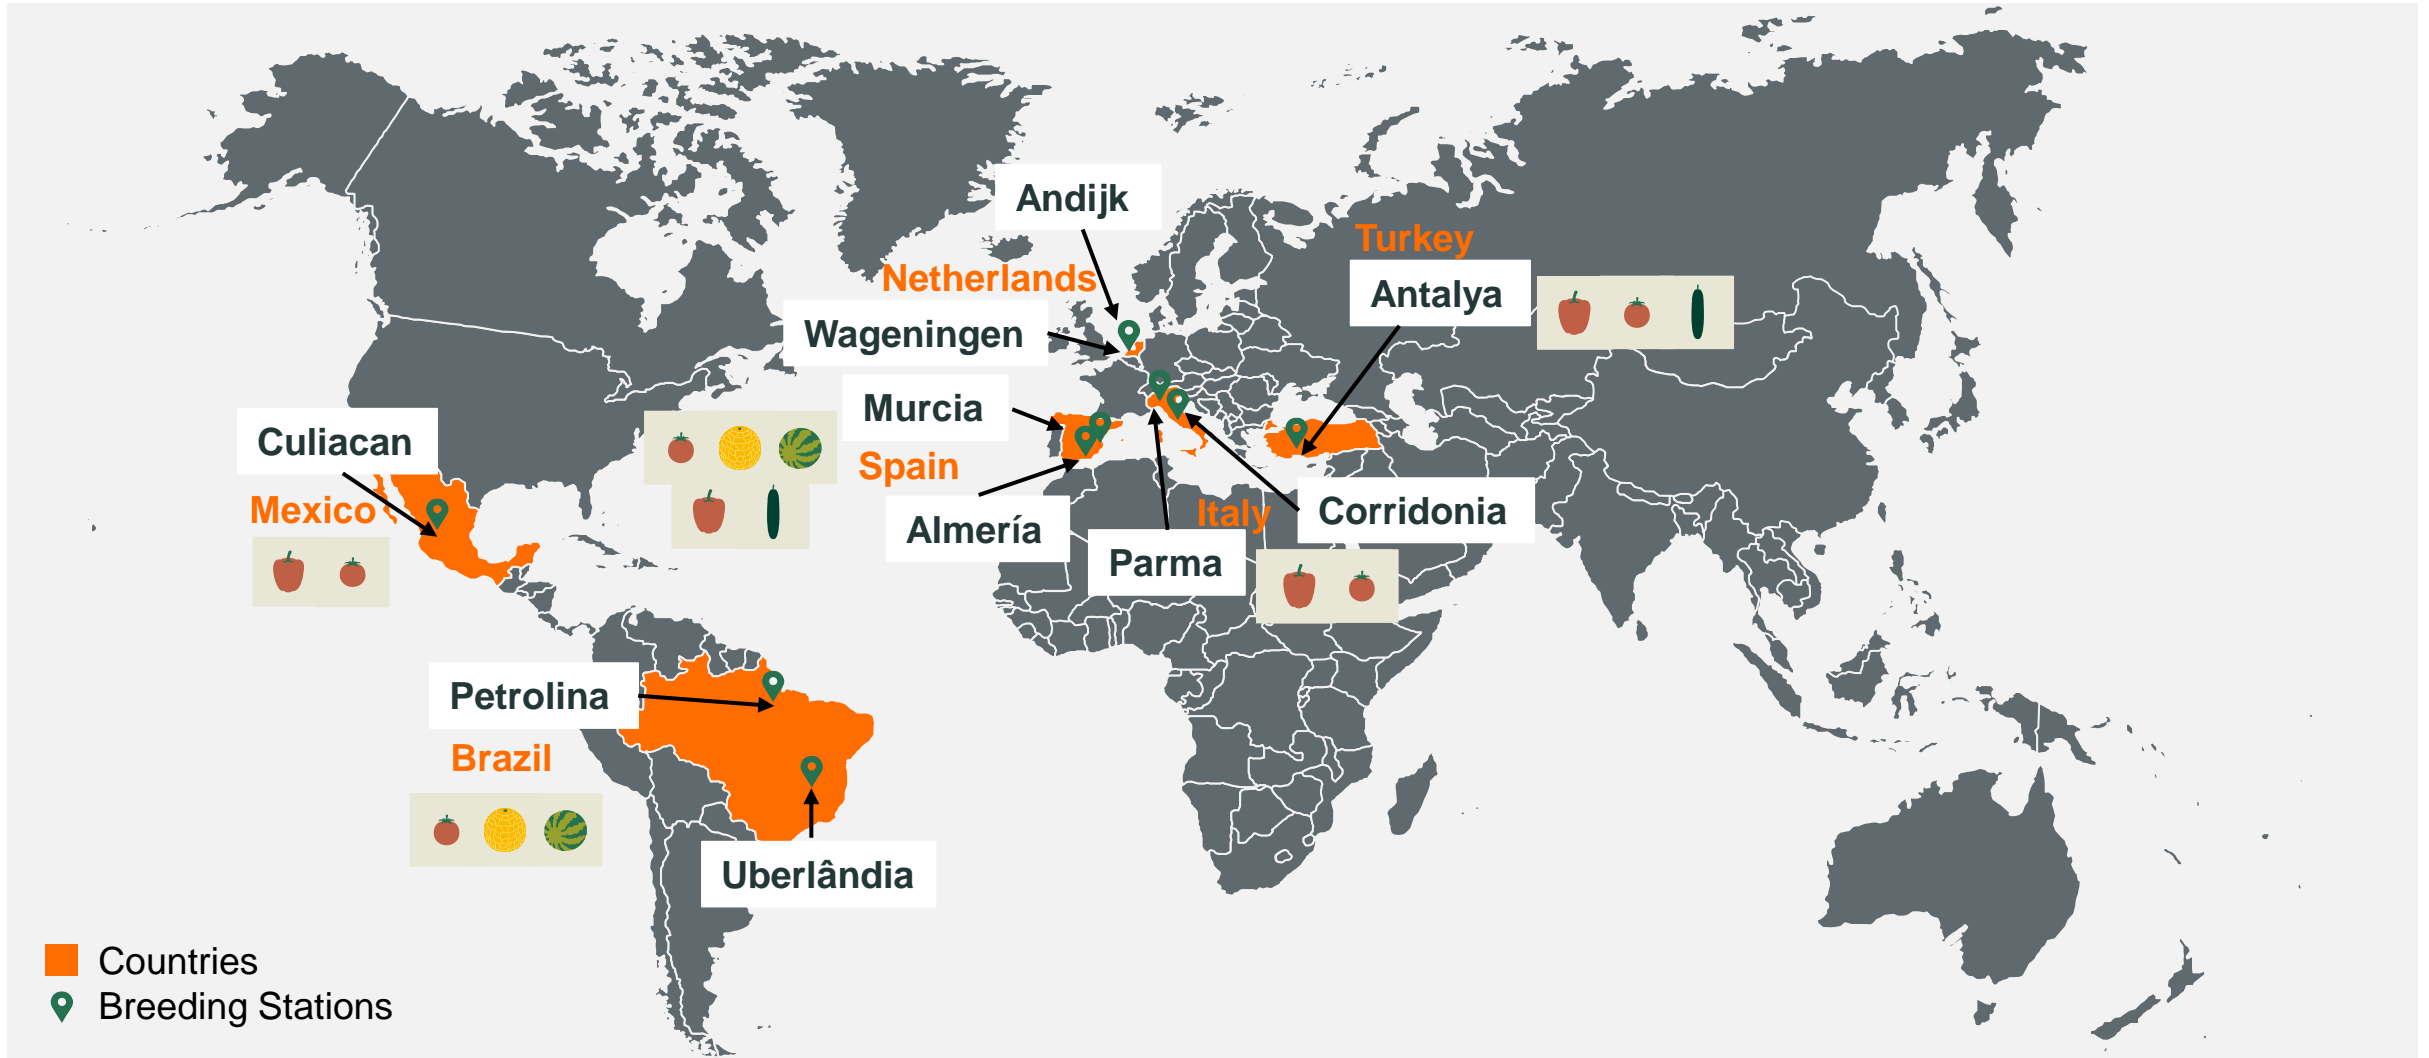 Andijk
Turkey
Netherlands
Antalya
Wageningen
Murcia
Culiacan
Spain
Mexico
Italy
Corridonia
Almería
Parma
Petrolina
Brazil
Uberlândia
Countries
Breeding Stations